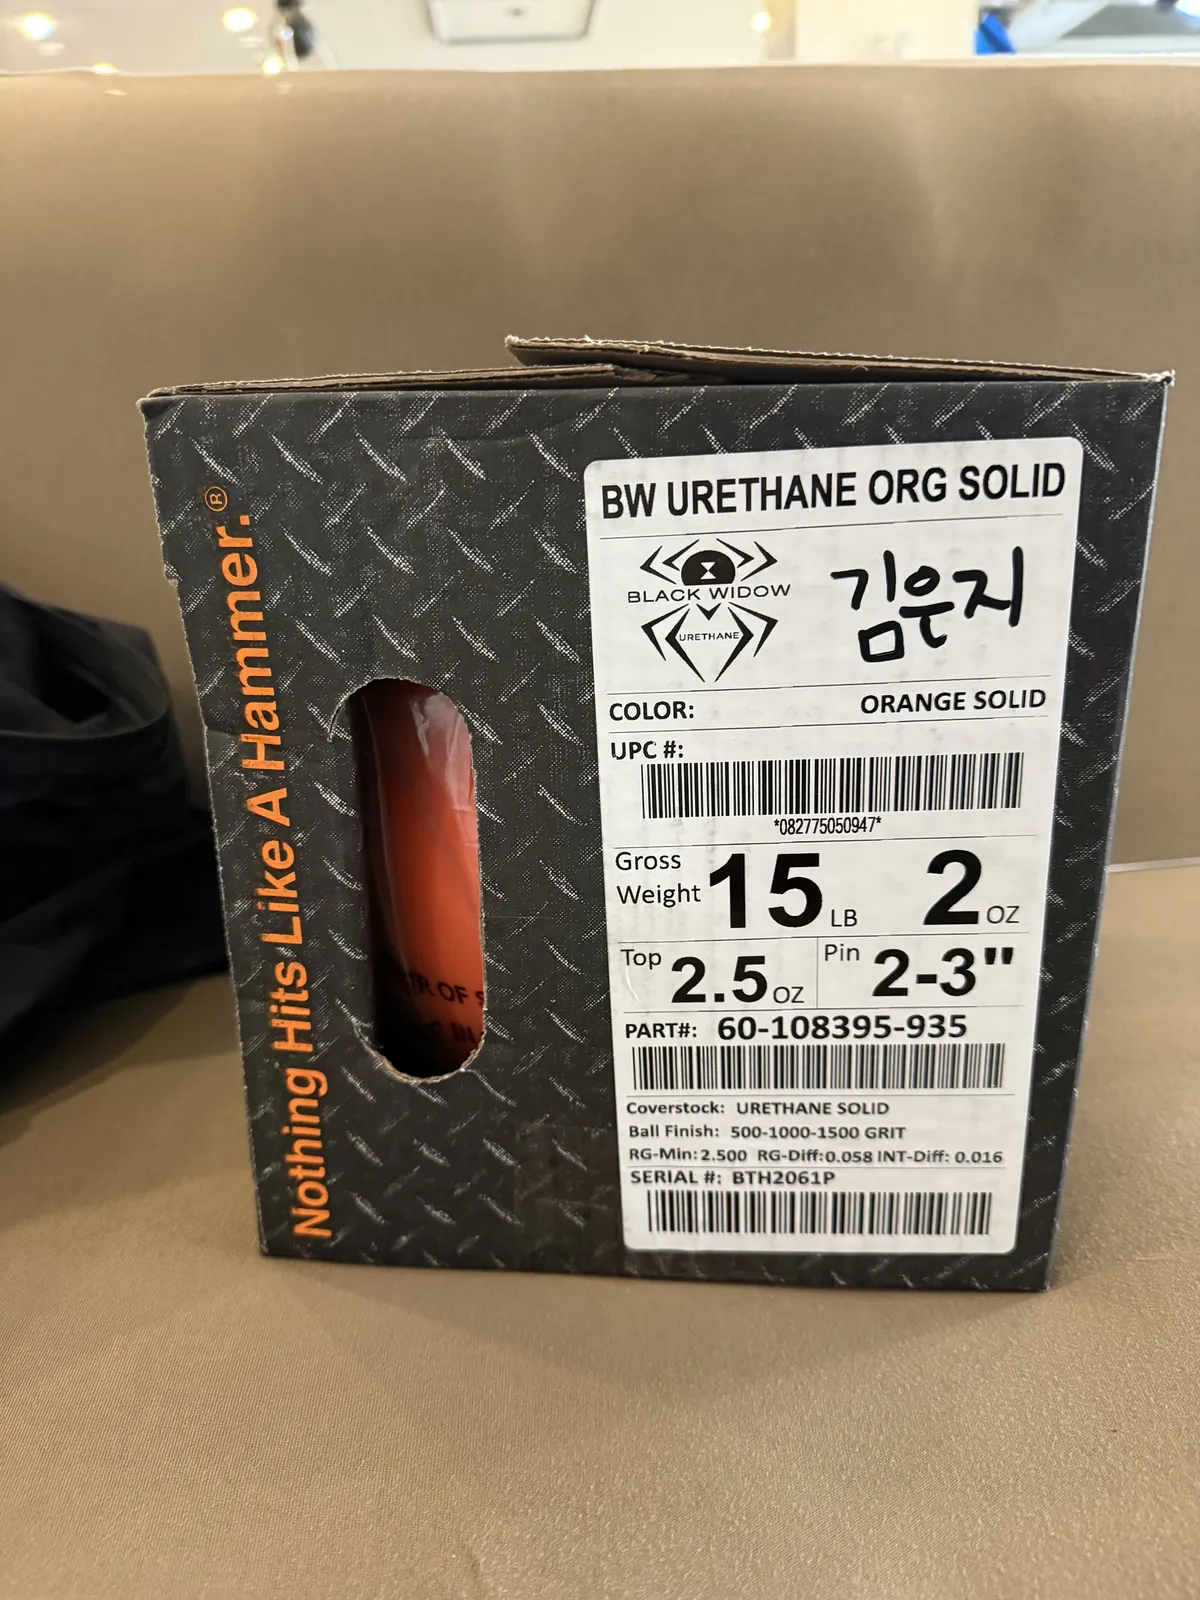 Nothing Hits Like A Hammer.®
BW URETHANE ORG SOLID
BLACK WIDOW
URETHANE
김은지
COLOR: ORANGE SOLID
UPC #:
*082775050947*
Gross Weight 15 LB 2 OZ
Top 2.5 OZ Pin 2-3"
PART#: 60-108395-935
Coverstock: URETHANE SOLID
Ball Finish: 500-1000-1500 GRIT
RG-Min: 2.500 RG-Diff:0.058 INT-Diff: 0.016
SERIAL #: BTH2061P
OF